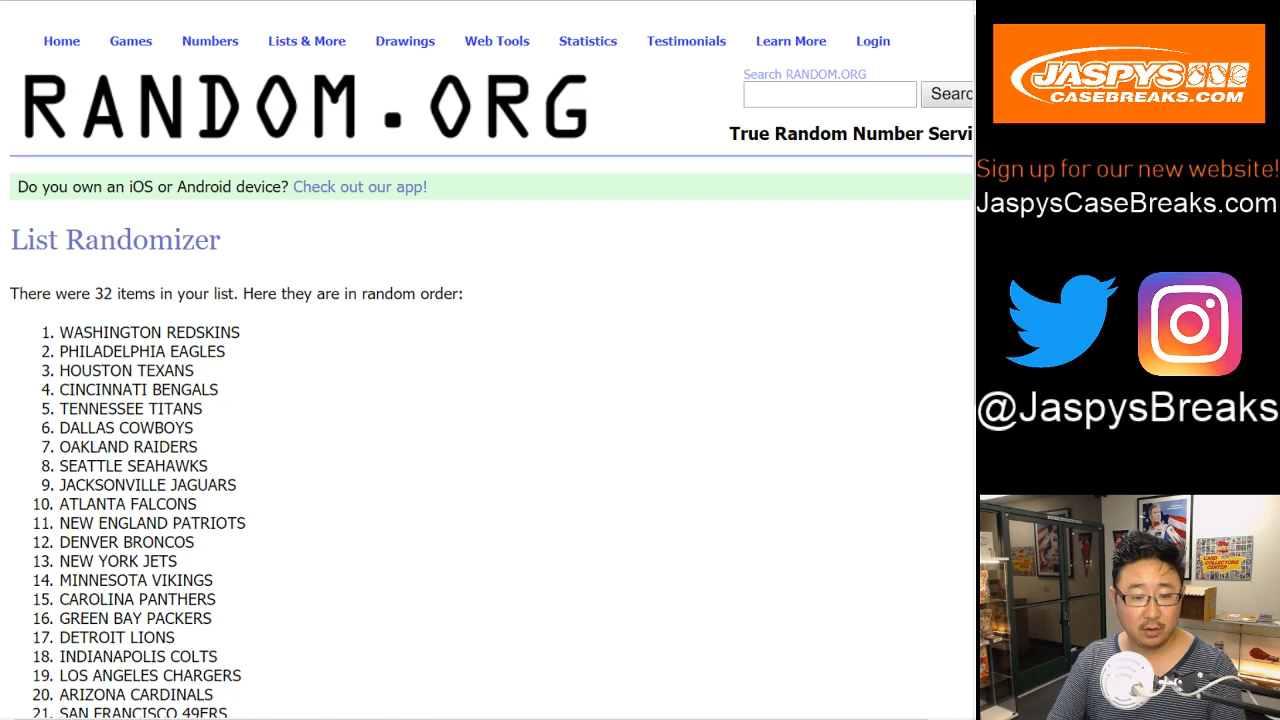 Home Games Numbers Lists & More Drawings Web Tools Statistics Testimonials Learn More Login
RANDOM.ORG
Search RANDOM.ORG
Searc
True Random Number Servi
Do you own an iOS or Android device? Check out our app!
List Randomizer
There were 32 items in your list. Here they are in random order:
1. WASHINGTON REDSKINS
2. PHILADELPHIA EAGLES
3. HOUSTON TEXANS
4. CINCINNATI BENGALS
5. TENNESSEE TITANS
6. DALLAS COWBOYS
7. OAKLAND RAIDERS
8. SEATTLE SEAHAWKS
9. JACKSONVILLE JAGUARS
10. ATLANTA FALCONS
11. NEW ENGLAND PATRIOTS
12. DENVER BRONCOS
13. NEW YORK JETS
14. MINNESOTA VIKINGS
15. CAROLINA PANTHERS
16. GREEN BAY PACKERS
17. DETROIT LIONS
18. INDIANAPOLIS COLTS
19. LOS ANGELES CHARGERS
20. ARIZONA CARDINALS
21. SAN FRANCISCO 49ERS
JASPYS
CASEBREAKS.COM
Sign up for our new website!
JaspysCaseBreaks.com
@JaspysBreaks
CARD
COLLECTORS
CENTER